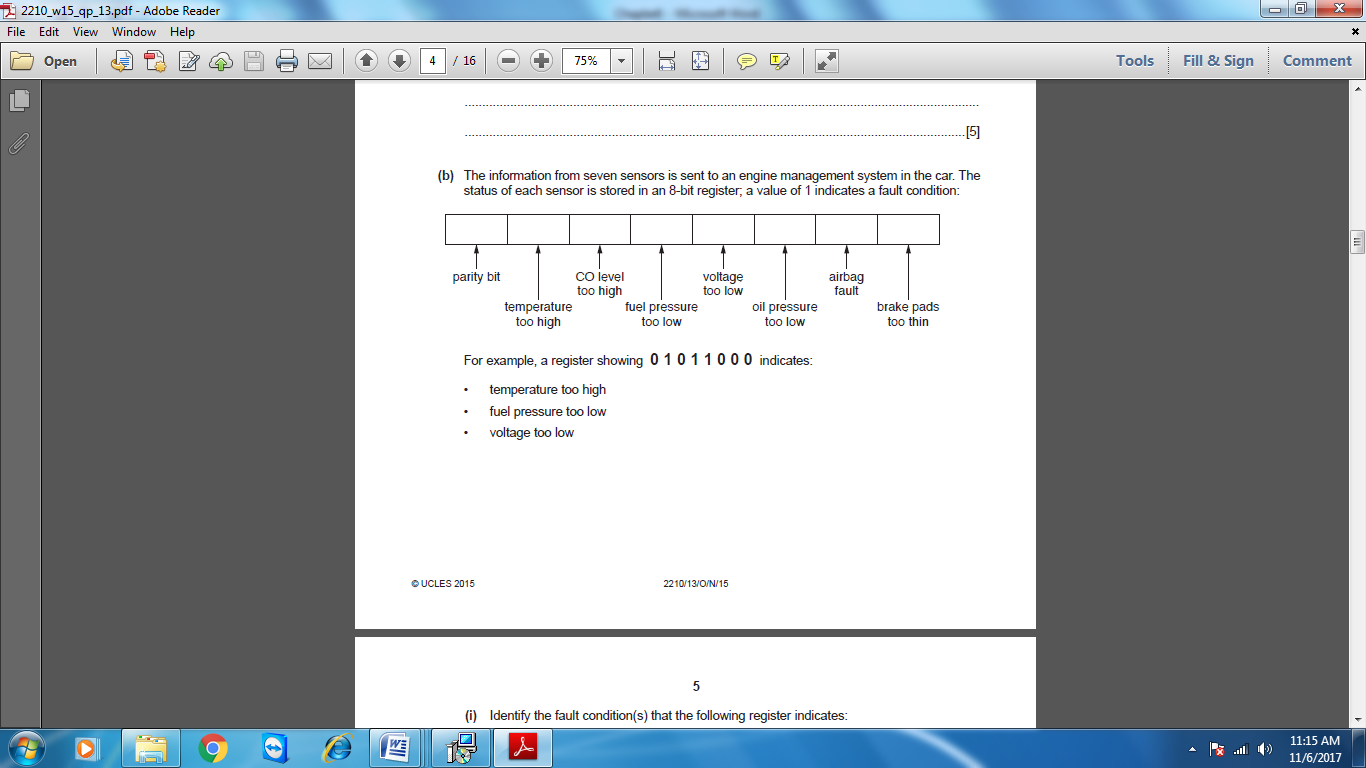 2210_w15_qp_13.pdf - Adobe Reader
File Edit View Window Help
Open 4 / 16 75% Tools Fill & Sign Comment
[5]
(b) The information from seven sensors is sent to an engine management system in the car. The
status of each sensor is stored in an 8-bit register; a value of 1 indicates a fault condition:
parity bit CO level voltage airbag
too high too low fault
temperature fuel pressure oil pressure brake pads
too high too low too low too thin
For example, a register showing 0 1 0 1 1 0 0 0 indicates:
• temperature too high
• fuel pressure too low
• voltage too low
© UCLES 2015 2210/13/O/N/15
5
(i) Identify the fault condition(s) that the following register indicates:
11:15 AM
11/6/2017